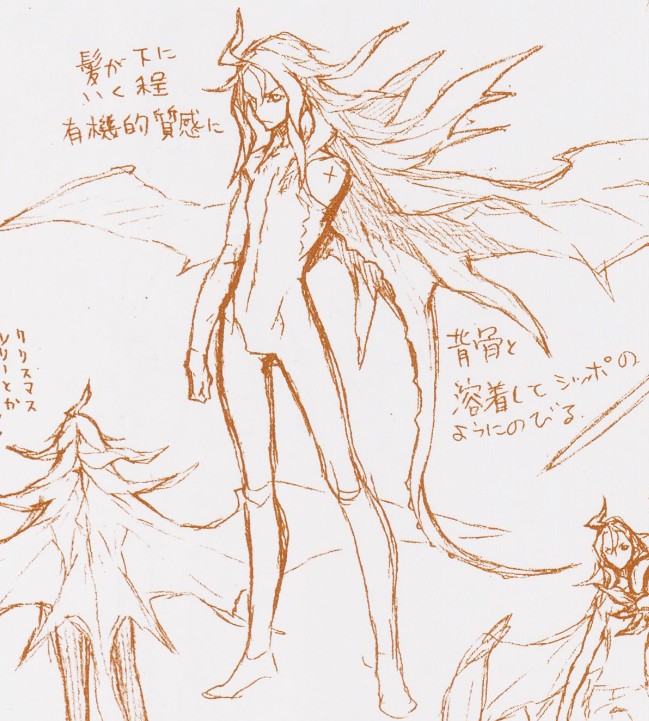 髪が下に
いく程
有機的質感に
背骨と
溶着してシッポの
ようにのびる。
クリスマス
ツリーとか